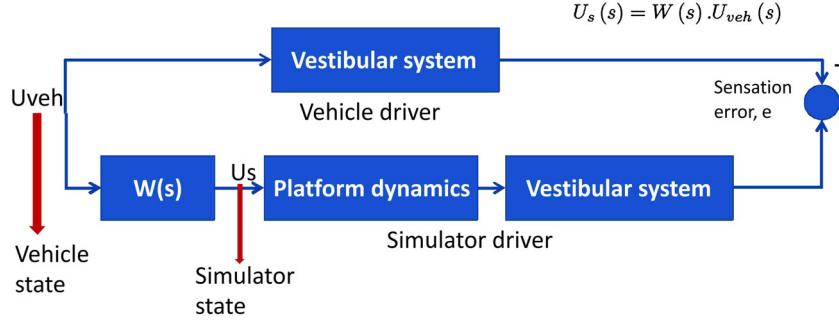 U_s (s) = W (s) .U_veh (s)
Vestibular system
Uveh
Vehicle driver
Sensation
error, e
-
W(s)
Us
Platform dynamics
Vestibular system
Simulator driver
Vehicle
state
Simulator
state